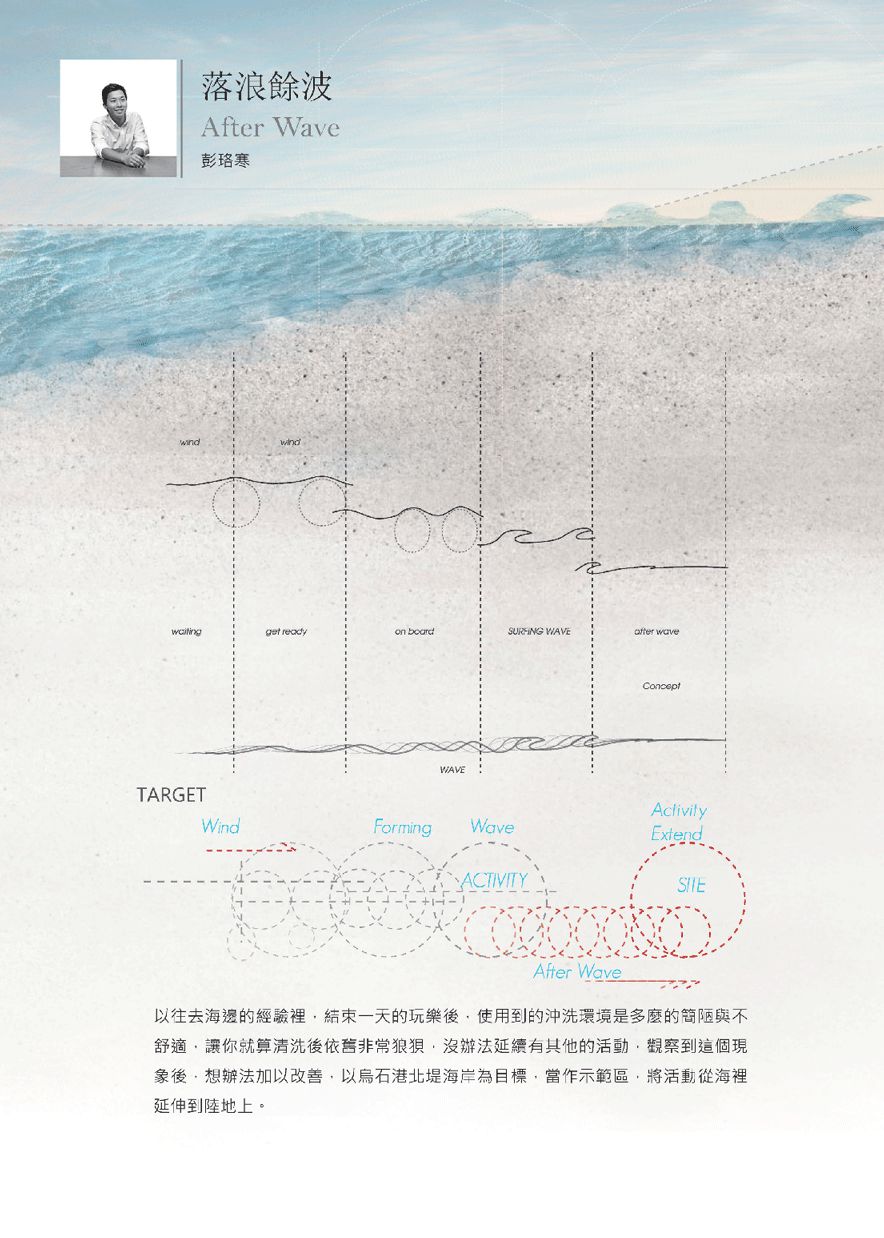 落浪餘波
After Wave
彭珞寒
wind
wind
waiting
get ready
on board
SURFING WAVE
after wave
Concept
WAVE
TARGET
Wind
Forming
Wave
Activity
Extend
ACTIVITY
SITE
After Wave
以往去海邊的經驗裡，結束一天的玩樂後，使用到的沖洗環境是多麼的簡陋與不
舒適，讓你就算清洗後依舊非常狼狽，沒辦法延續有其他的活動，觀察到這個現
象後，想辦法加以改善，以烏石港北堤海岸為目標，當作示範區，將活動從海裡
延伸到陸地上。